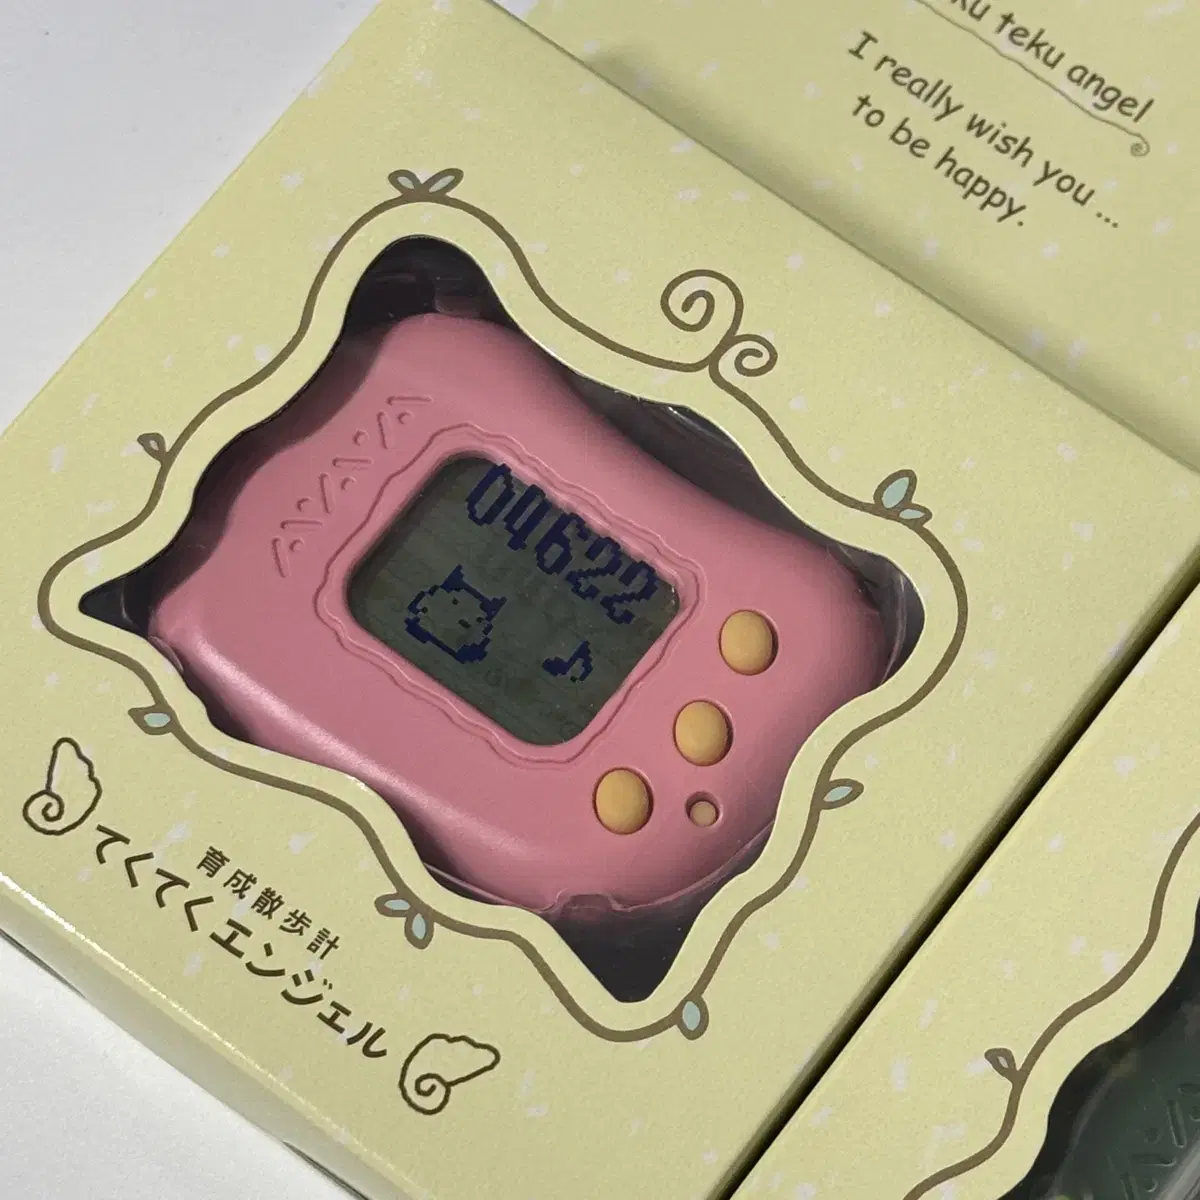 teku angel
I really wish you ...
to be happy.
04622
育成散歩計
てくてくエンジェル